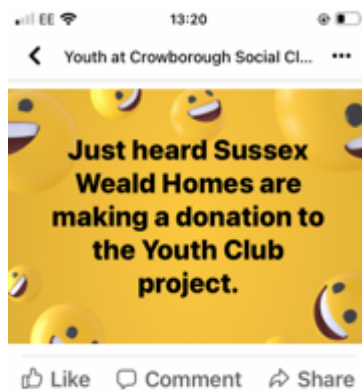 EE 13:20
Youth at Crowborough Social Cl...
Just heard Sussex
Weald Homes are
making a donation to
the Youth Club
project.
Like Comment Share